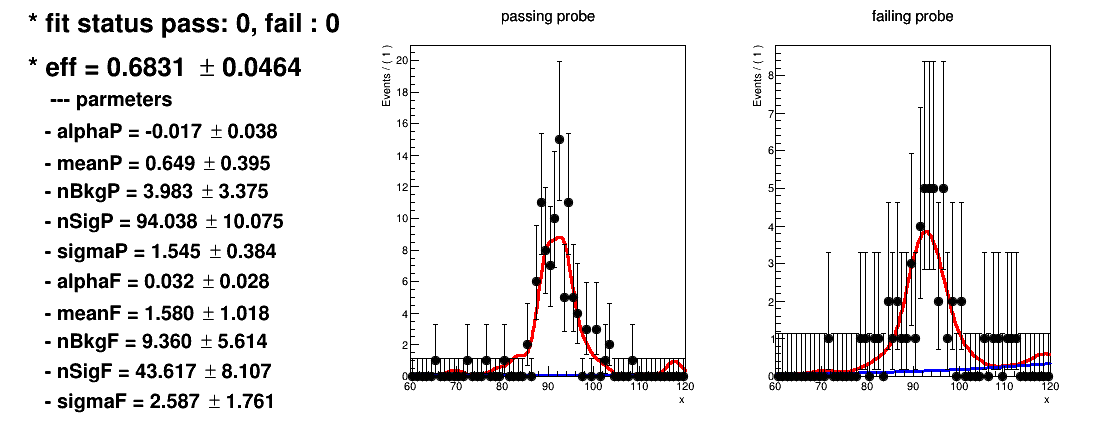 * fit status pass: 0, fail : 0
* eff = 0.6831 ± 0.0464
--- parmeters
- alphaP = -0.017 ± 0.038
- meanP = 0.649 ± 0.395
- nBkgP = 3.983 ± 3.375
- nSigP = 94.038 ± 10.075
- sigmaP = 1.545 ± 0.384
- alphaF = 0.032 ± 0.028
- meanF = 1.580 ± 1.018
- nBkgF = 9.360 ± 5.614
- nSigF = 43.617 ± 8.107
- sigmaF = 2.587 ± 1.761
passing probe
Events / ( 1 )
20
18
16
14
12
10
8
6
4
2
0
60 70 80 90 100 110 120
x
failing probe
Events / ( 1 )
8
7
6
5
4
3
2
1
0
60 70 80 90 100 110 120
x